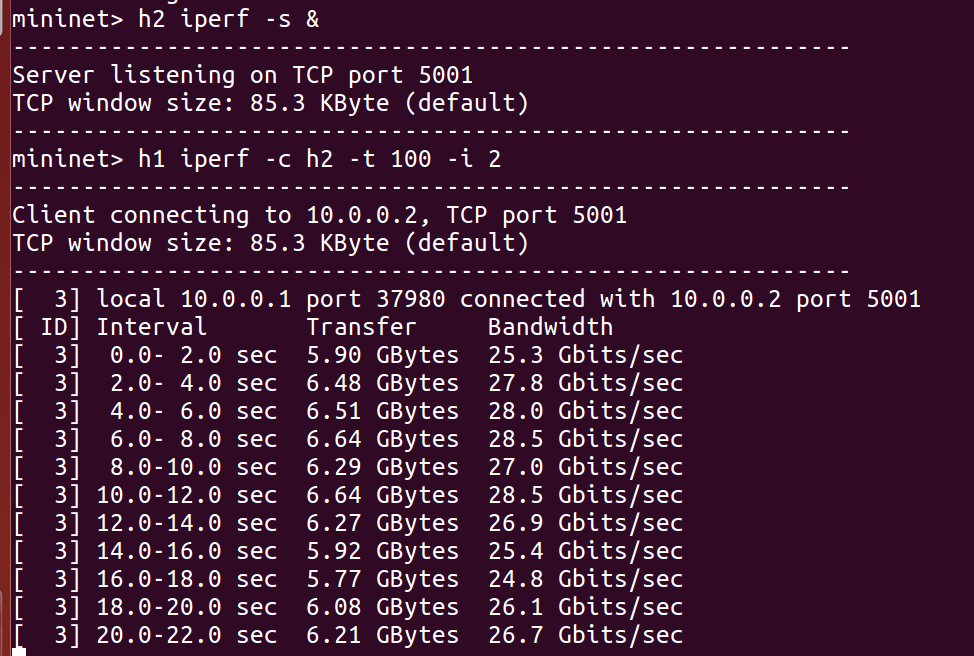 mininet> h2 iperf -s &
------------------------------------------------------------
Server listening on TCP port 5001
TCP window size: 85.3 KByte (default)
------------------------------------------------------------
mininet> h1 iperf -c h2 -t 100 -i 2
------------------------------------------------------------
Client connecting to 10.0.0.2, TCP port 5001
TCP window size: 85.3 KByte (default)
------------------------------------------------------------
[  3] local 10.0.0.1 port 37980 connected with 10.0.0.2 port 5001
[ ID] Interval       Transfer     Bandwidth
[  3]  0.0- 2.0 sec  5.90 GBytes  25.3 Gbits/sec
[  3]  2.0- 4.0 sec  6.48 GBytes  27.8 Gbits/sec
[  3]  4.0- 6.0 sec  6.51 GBytes  28.0 Gbits/sec
[  3]  6.0- 8.0 sec  6.64 GBytes  28.5 Gbits/sec
[  3]  8.0-10.0 sec  6.29 GBytes  27.0 Gbits/sec
[  3] 10.0-12.0 sec  6.64 GBytes  28.5 Gbits/sec
[  3] 12.0-14.0 sec  6.27 GBytes  26.9 Gbits/sec
[  3] 14.0-16.0 sec  5.92 GBytes  25.4 Gbits/sec
[  3] 16.0-18.0 sec  5.77 GBytes  24.8 Gbits/sec
[  3] 18.0-20.0 sec  6.08 GBytes  26.1 Gbits/sec
[  3] 20.0-22.0 sec  6.21 GBytes  26.7 Gbits/sec